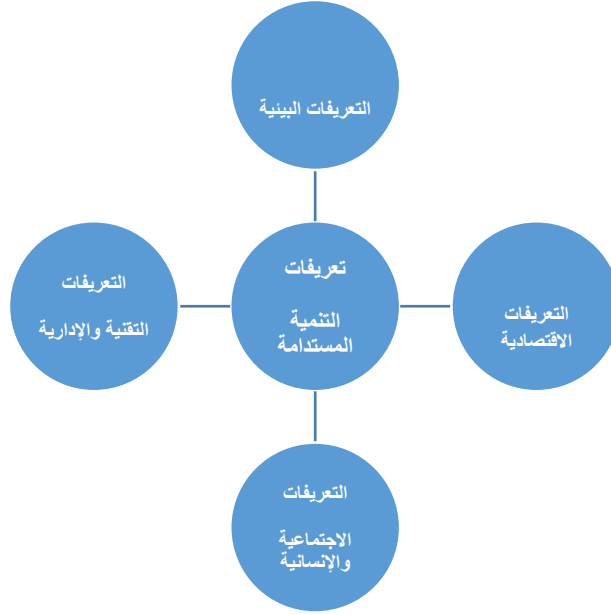 التعريفات البيئية
تعريفات
التنمية
المستدامة
التعريفات
الاقتصادية
التعريفات
التقنية والإدارية
التعريفات
الاجتماعية
والإنسانية